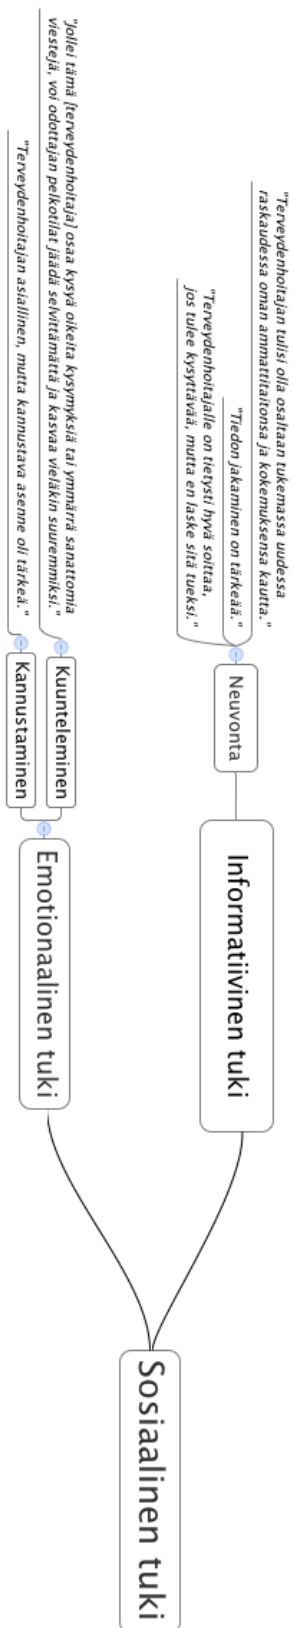 "Terveydenhoitajan tulisi olla osaltaan tukemassa uudessa
raskaudessa oman ammattitaitonsa ja kokemuksensa kautta."
"Tiedon jakaminen on tärkeää."
"Terveydenhoitajalle on tietysti hyvä soittaa,
jos tulee kysyttävää, mutta en laske sitä tueksi."
Neuvonta
Informatiivinen tuki
"Jollei tämä [terveydenhoitaja] osaa kysyä oikeita kysymyksiä tai ymmärrä sanattomia
viestejä, voi odottajan pelkotilat jäädä selvittämättä ja kasvaa vieläkin suuremmiksi."
Kuunteleminen
"Terveydenhoitajan asiallinen, mutta kannustava asenne oli tärkeä."
Kannustaminen
Emotionaalinen tuki
Sosiaalinen tuki